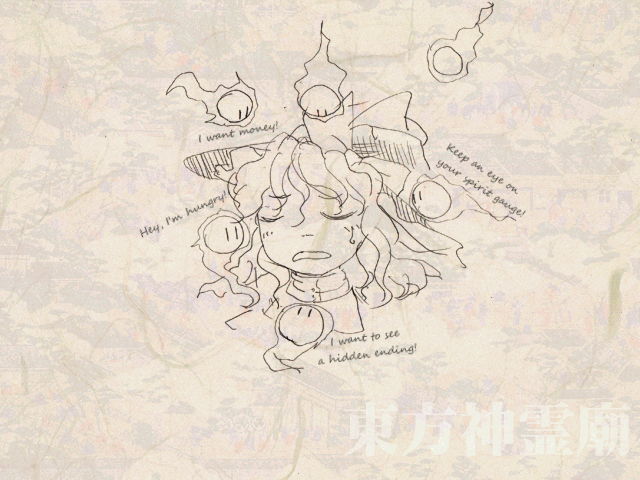 I want money!
Keep an eye on
your spirit gauge!
Hey, I'm hungry!
I want to see
a hidden ending!
東方神霊廟